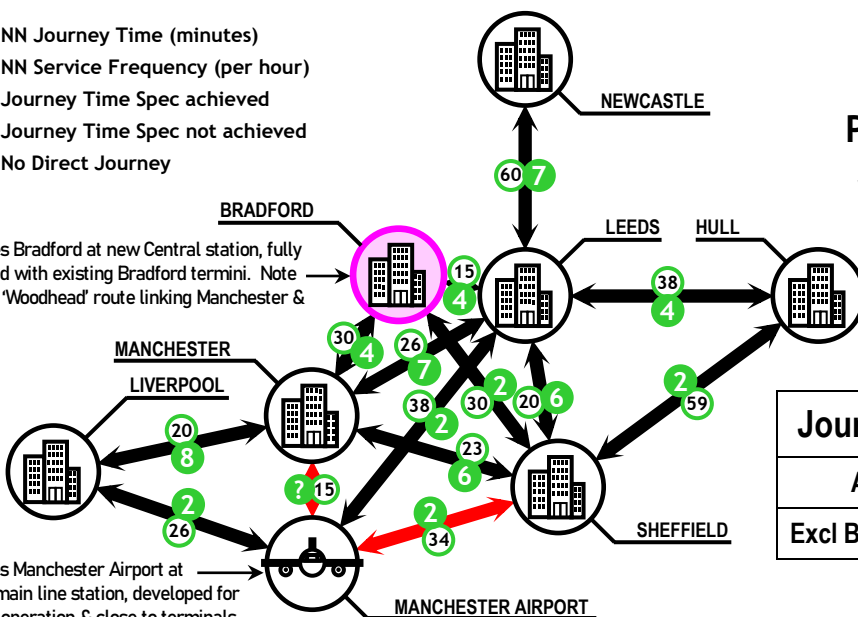 NN Journey Time (minutes)
NN Service Frequency (per hour)
Journey Time Spec achieved
Journey Time Spec not achieved
No Direct Journey
NEWCASTLE
P
60 7
BRADFORD
LEEDS
HULL
s Bradford at new Central station, fully
d with existing Bradford termini. Note
'Woodhead' route linking Manchester &
15
4
38
4
30 4
26
7
MANCHESTER
LIVERPOOL
38 2
30 2
20 6
2
59
20
8
23
6
Jour
A
Excl B
? 15
2
26
2
34
SHEFFIELD
s Manchester Airport at
main line station, developed for
operation & close to terminals
MANCHESTER AIRPORT